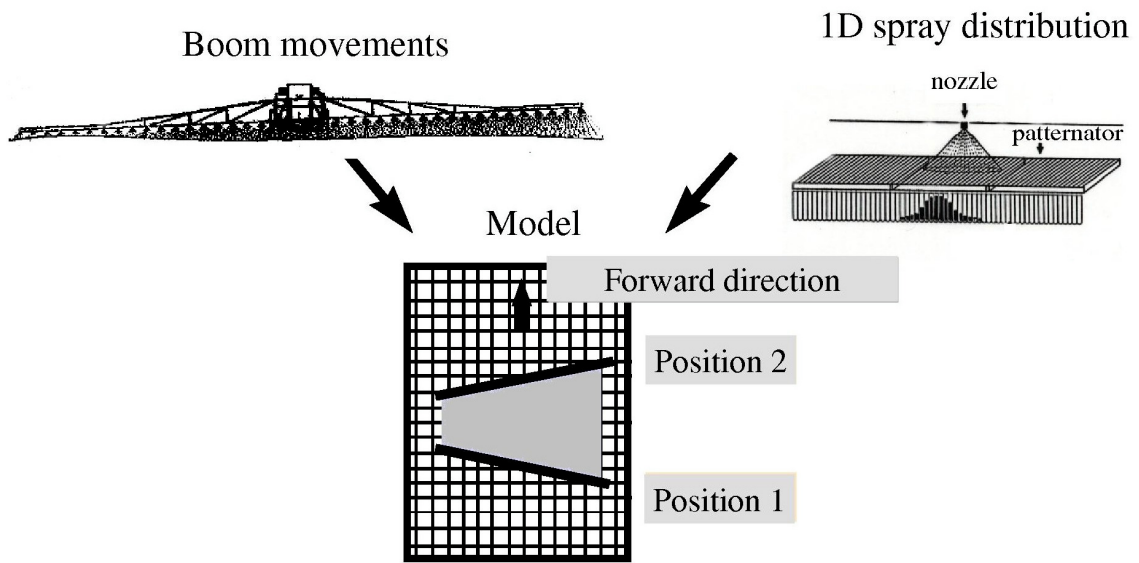 Boom movements
1D spray distribution
nozzle
patternator
Model
Forward direction
Position 2
Position 1